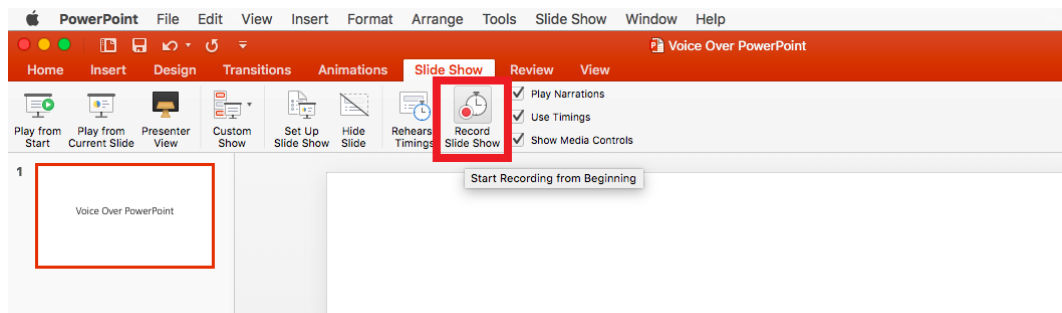 PowerPoint File Edit View Insert Format Arrange Tools Slide Show Window Help
Voice Over PowerPoint
Home Insert Design Transitions Animations Slide Show Review View
Play from Start
Play from Current Slide
Presenter View
Custom Show
Set Up Slide Show
Hide Slide
Rehears Timings
Record Slide Show
Play Narrations
Use Timings
Show Media Controls
Start Recording from Beginning
1
Voice Over PowerPoint